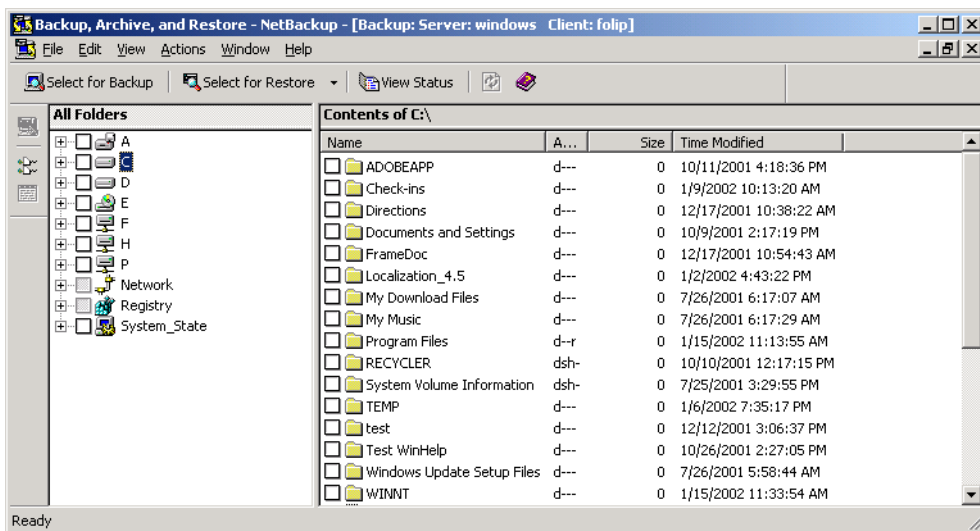 Backup, Archive, and Restore - NetBackup - [Backup: Server: windows   Client: folip]
File   Edit   View   Actions   Window   Help
Select for Backup   Select for Restore   View Status
All Folders   Contents of C:\
Name   A...   Size   Time Modified
A
C
D
E
F
H
P
Network
Registry
System_State
ADOBEAPP   d---   0   10/11/2001 4:18:36 PM
Check-ins   d---   0   1/9/2002 10:13:20 AM
Directions   d---   0   12/17/2001 10:38:22 AM
Documents and Settings   d---   0   10/9/2001 2:17:19 PM
FrameDoc   d---   0   12/17/2001 10:54:43 AM
Localization_4.5   d---   0   1/2/2002 4:43:22 PM
My Download Files   d---   0   7/26/2001 6:17:07 AM
My Music   d---   0   7/26/2001 6:17:29 AM
Program Files   d--r   0   1/15/2002 11:13:55 AM
RECYCLER   dsh-   0   10/10/2001 12:17:15 PM
System Volume Information   dsh-   0   7/25/2001 3:29:55 PM
TEMP   d---   0   1/6/2002 7:35:17 PM
test   d---   0   12/12/2001 3:06:37 PM
Test WinHelp   d---   0   10/26/2001 2:27:05 PM
Windows Update Setup Files   d---   0   7/26/2001 5:58:44 AM
WINNT   d---   0   1/15/2002 11:33:54 AM
Ready